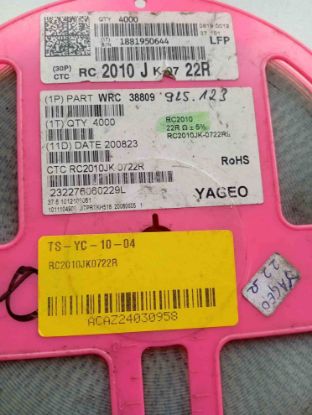 QTY 4000
1881950644
LFP
(30P) CTC RC 2010 J K-07 22R
(1P) PART WRC 38809 915.123
(1T) QTY 4000
RC2010
22R Ω ± 5%
RC2010JK-0722RL
(11D) DATE 200823
CTC RC2010JK-0722R
RoHS
232276060229L
YAGEO
TS-YC-10-04
RC2010JK0722R
ACAZ24030958
YAGEO
22R